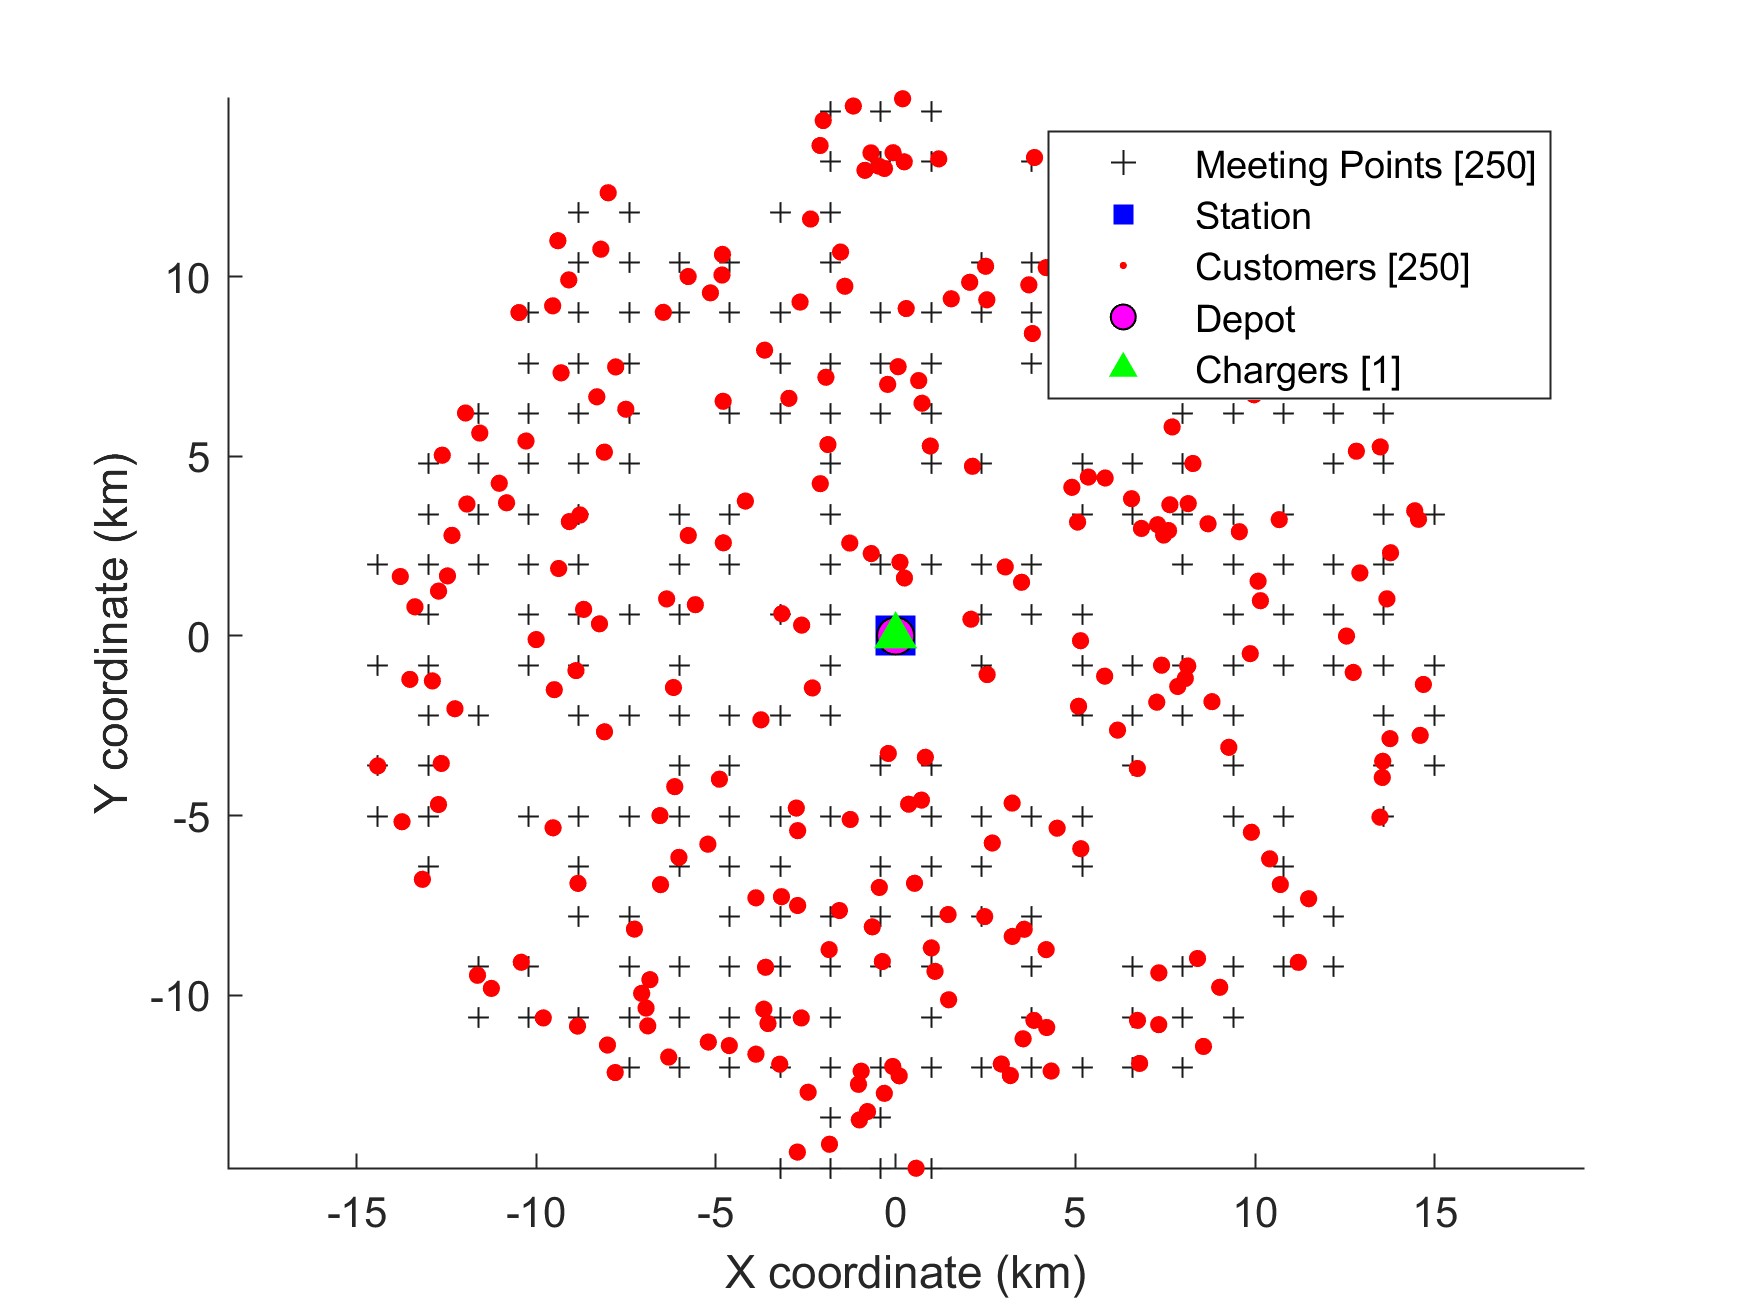 Meeting Points [250]
Station
Customers [250]
Depot
Chargers [1]
10
5
0
-5
-10
Y coordinate (km)
-15
-10
-5
0
5
10
15
X coordinate (km)